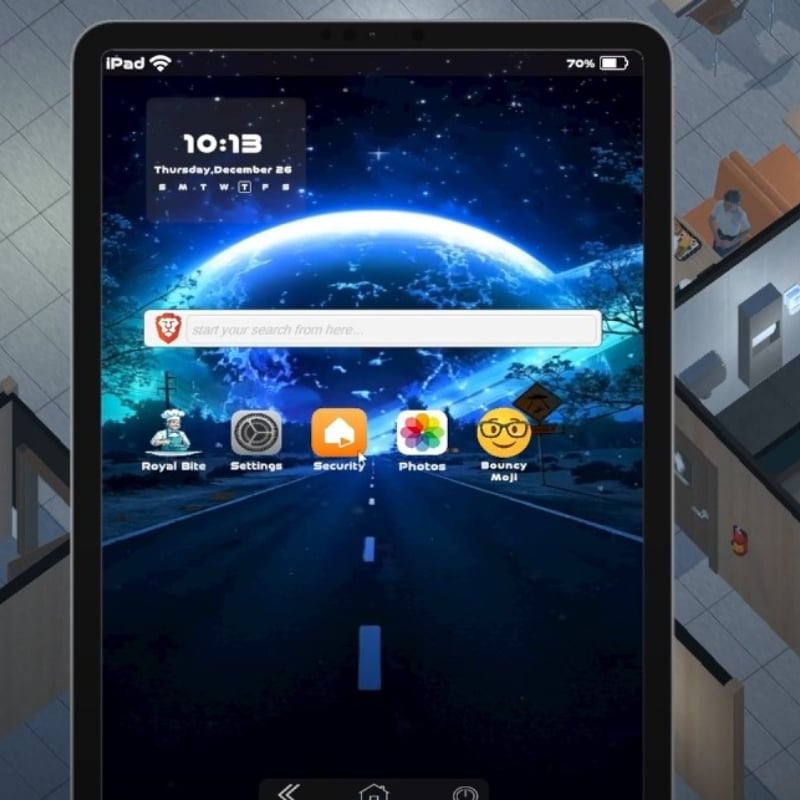 iPad
70%
10:13
Thursday,December 26
S M T W T F S
start your search from here...
Royal Bite
Settings
Security
Photos
Bouncy
Moji